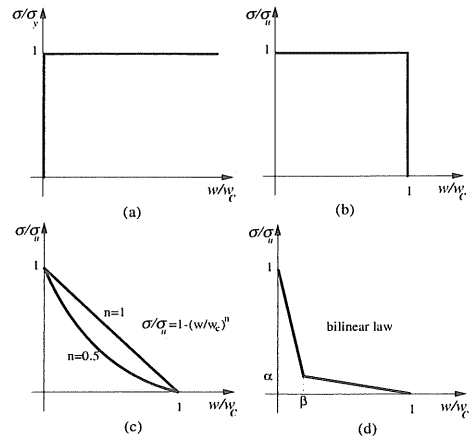 σ/σy
1
w/wc
(a)
σ/σu
1
1
w/wc
(b)
σ/σu
1
n=1
σ/σu=1-(w/wc)^n
n=0.5
1
w/wc
(c)
σ/σu
1
bilinear law
α
β
1
w/wc
(d)